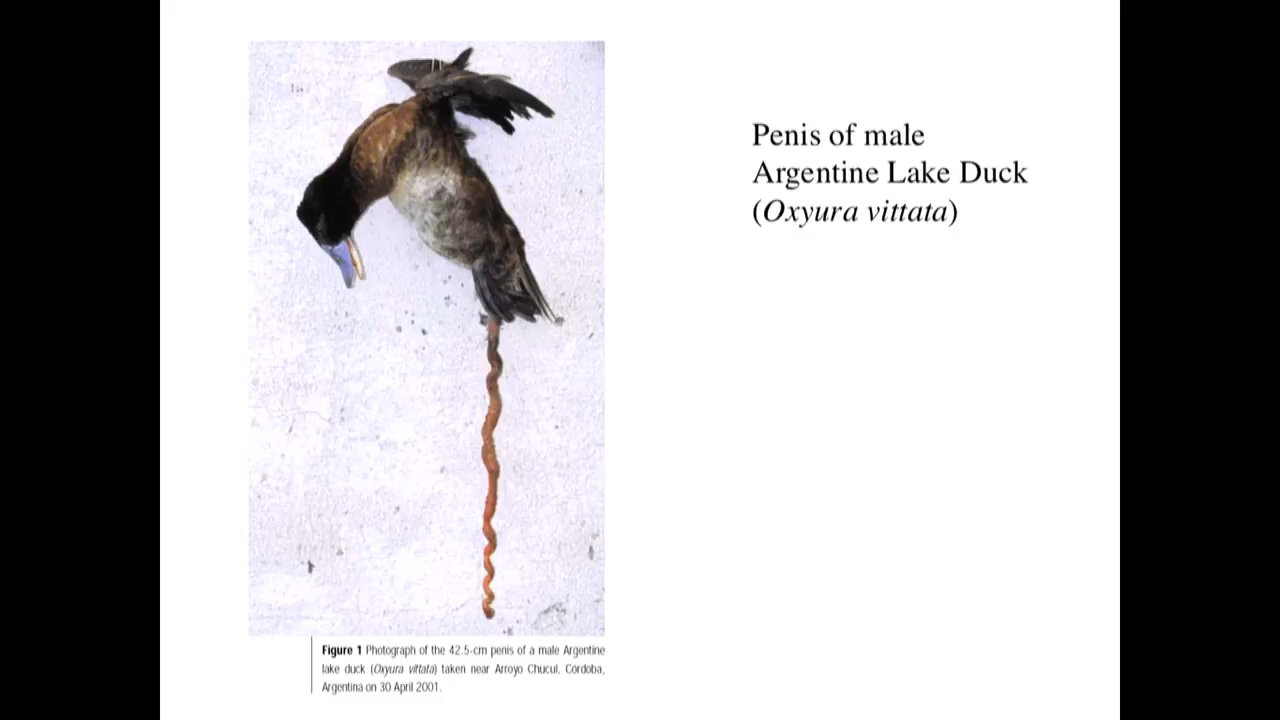 Penis of male
Argentine Lake Duck
(Oxyura vittata)
Figure 1 Photograph of the 42.5-cm penis of a male Argentine
lake duck (Oxyura vittata) taken near Arroyo Chucul, Córdoba,
Argentina on 30 April 2001.